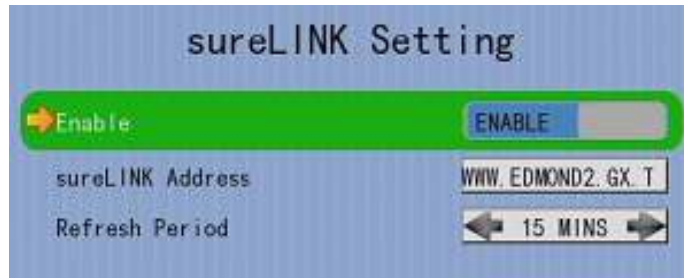 sureLINK Setting
Enable ENABLE
sureLINK Address WWW.EDMOND2.GX.T
Refresh Period 15 MINS